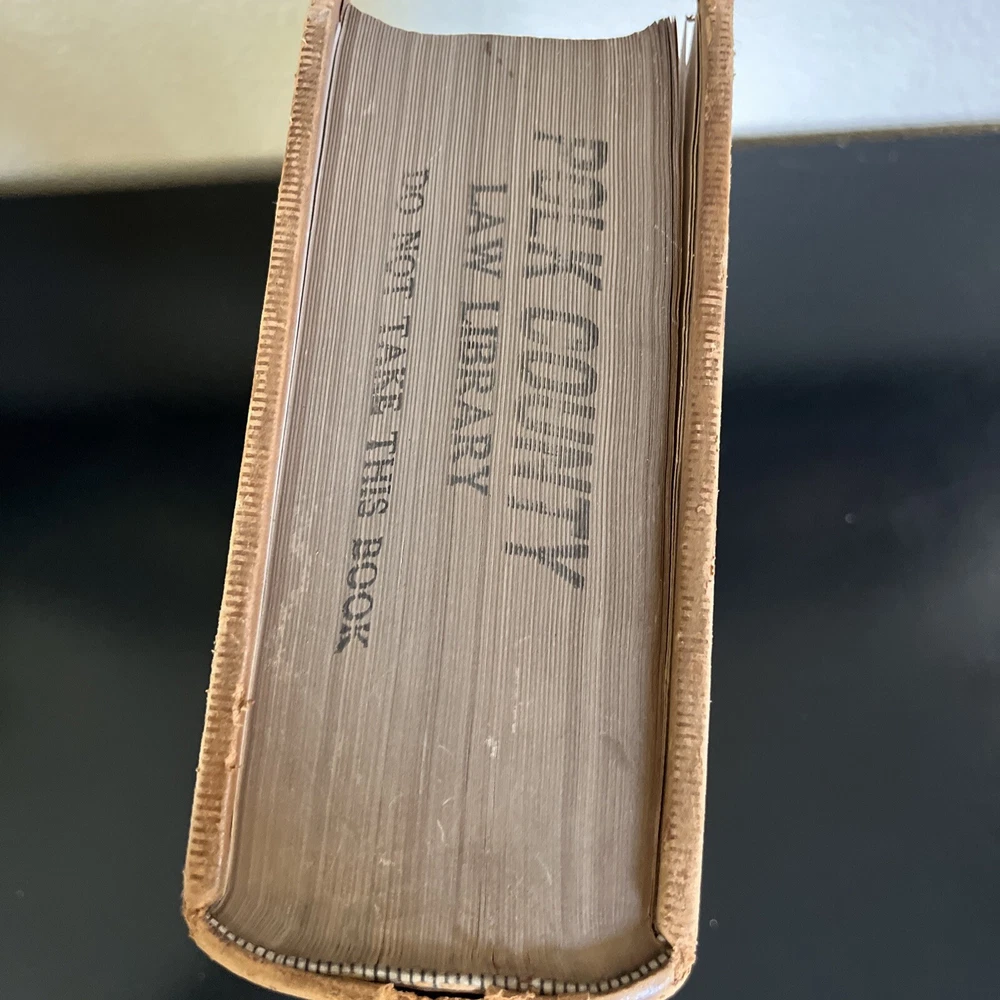 POLK COUNTY
LAW LIBRARY
DO NOT TAKE THIS BOOK